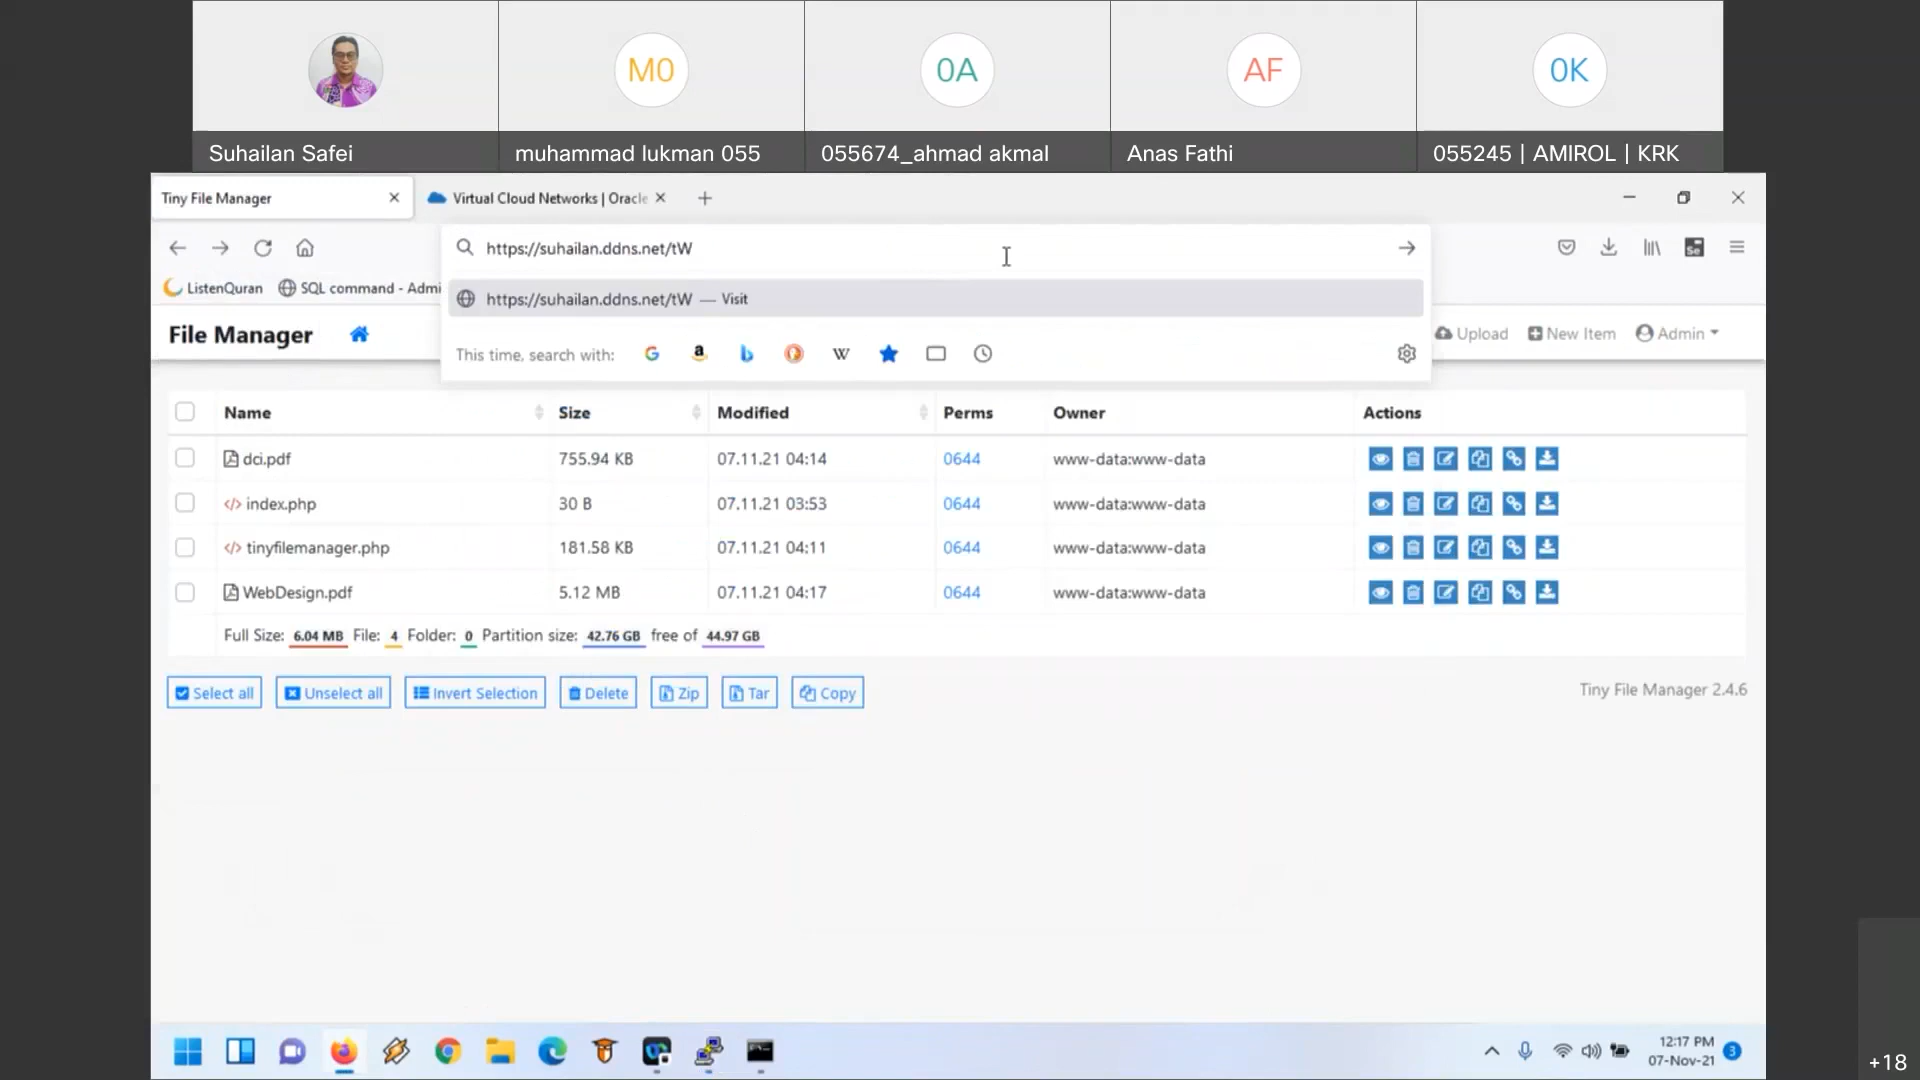 M0
0A
AF
0K
Suhailan Safei
muhammad lukman 055
055674_ahmad akmal
Anas Fathi
055245 | AMIROL | KRK
Tiny File Manager
Virtual Cloud Networks | Oracle
https://suhailan.ddns.net/tW
ListenQuran
SQL command - Admi
https://suhailan.ddns.net/tW — Visit
File Manager
Upload
New Item
Admin
This time, search with:
Name Size Modified Perms Owner Actions
dci.pdf 755.94 KB 07.11.21 04:14 0644 www-data:www-data
</> index.php 30 B 07.11.21 03:53 0644 www-data:www-data
</> tinyfilemanager.php 181.58 KB 07.11.21 04:11 0644 www-data:www-data
WebDesign.pdf 5.12 MB 07.11.21 04:17 0644 www-data:www-data
Full Size: 6.04 MB File: 4 Folder: 0 Partition size: 42.76 GB free of 44.97 GB
Select all
Unselect all
Invert Selection
Delete
Zip
Tar
Copy
Tiny File Manager 2.4.6
12:17 PM
07-Nov-21
3
+18